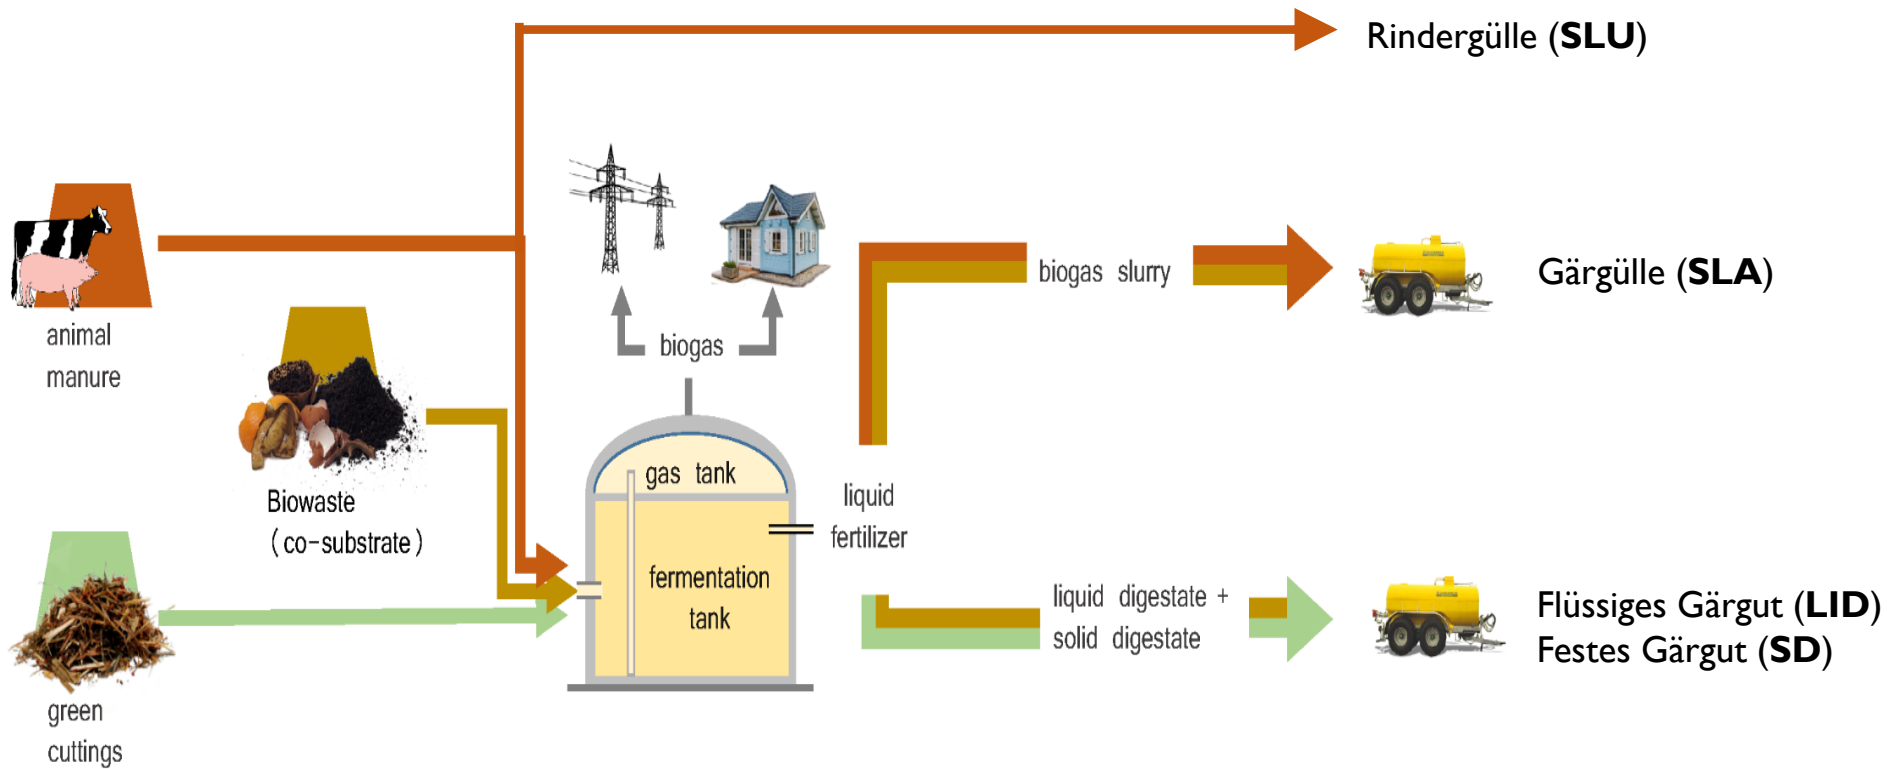 Rindergülle (SLU)
animal
manure
Biowaste
(co-substrate)
green
cuttings
biogas
gas tank
fermentation
tank
liquid
fertilizer
biogas slurry
Gärgülle (SLA)
liquid digestate +
solid digestate
Flüssiges Gärgut (LID)
Festes Gärgut (SD)